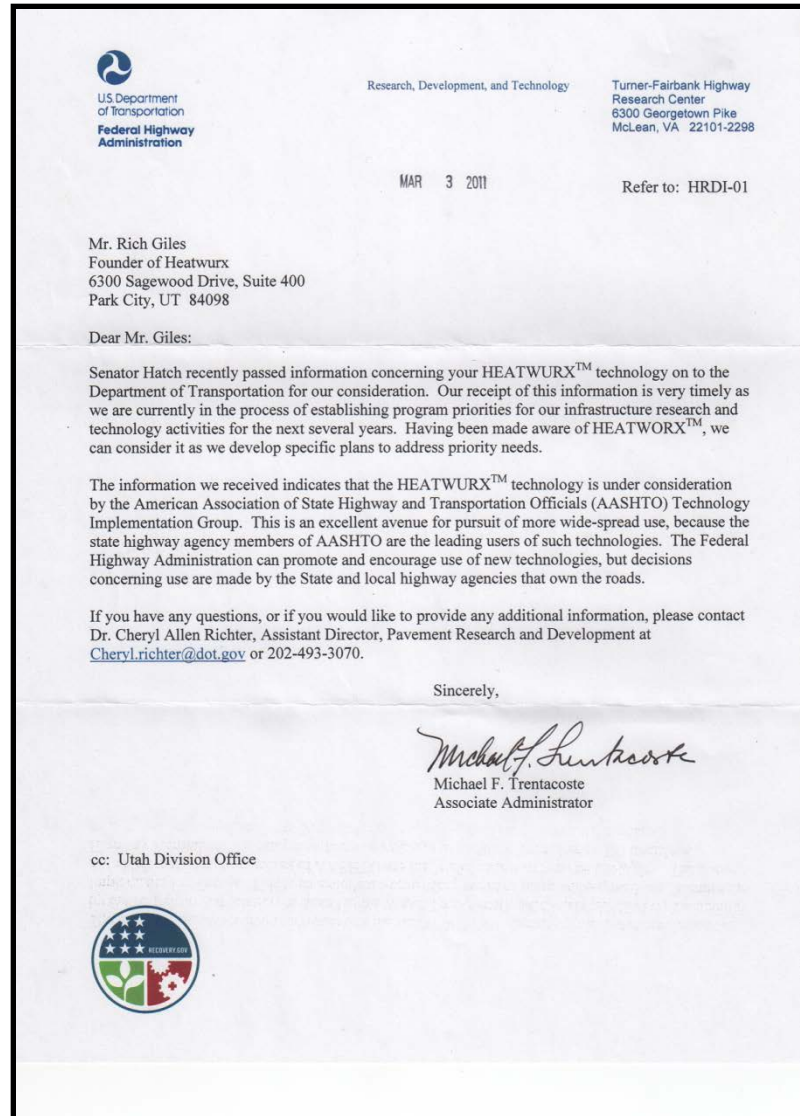 U.S. Department
of Transportation
Federal Highway
Administration
Research, Development, and Technology
Turner-Fairbank Highway
Research Center
6300 Georgetown Pike
McLean, VA 22101-2298
MAR 3 2011
Refer to: HRDI-01
Mr. Rich Giles
Founder of Heatwurx
6300 Sagewood Drive, Suite 400
Park City, UT 84098
Dear Mr. Giles:
Senator Hatch recently passed information concerning your HEATWURX™ technology on to the
Department of Transportation for our consideration. Our receipt of this information is very timely as
we are currently in the process of establishing program priorities for our infrastructure research and
technology activities for the next several years. Having been made aware of HEATWORX™, we
can consider it as we develop specific plans to address priority needs.
The information we received indicates that the HEATWURX™ technology is under consideration
by the American Association of State Highway and Transportation Officials (AASHTO) Technology
Implementation Group. This is an excellent avenue for pursuit of more wide-spread use, because the
state highway agency members of AASHTO are the leading users of such technologies. The Federal
Highway Administration can promote and encourage use of new technologies, but decisions
concerning use are made by the State and local highway agencies that own the roads.
If you have any questions, or if you would like to provide any additional information, please contact
Dr. Cheryl Allen Richter, Assistant Director, Pavement Research and Development at
Cheryl.richter@dot.gov or 202-493-3070.
Sincerely,
Michael F. Trentacoste
Michael F. Trentacoste
Associate Administrator
cc: Utah Division Office
RECOVERY.GOV